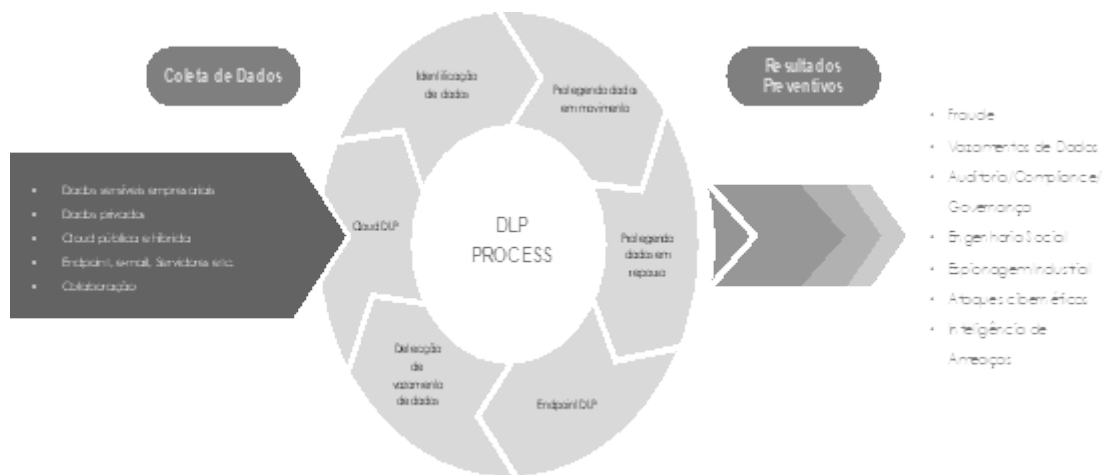 Coleta de Dados
Dados sensíveis empresariais
Dados privados
Cloud pública e híbrida
Endpoint, e-mail, Servidores etc.
Colaboração
Identificação
de dados
Protegendo dados
em movimento
Cloud DLP
DLP
PROCESS
Protegendo
dados em
repouso
Detecção
de
vazamento
de dados
Endpoint DLP
Resultados
Preventivos
• Fraude
• Vazamentos de Dados
• Auditoria/Compliance/
Governança
• Engenharia Social
• Espionagem Industrial
• Ataques cibernéticos
• Inteligência de
Ameaças